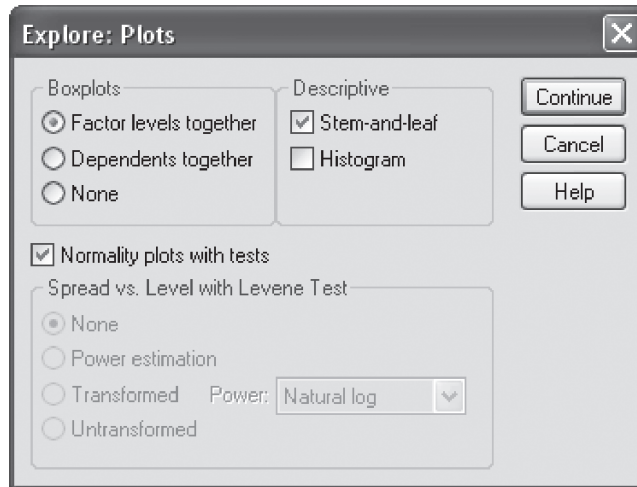 Explore: Plots
Boxplots
Factor levels together
Dependents together
None
Descriptive
Stem-and-leaf
Histogram
Continue
Cancel
Help
Normality plots with tests
Spread vs. Level with Levene Test
None
Power estimation
Transformed Power: Natural log
Untransformed